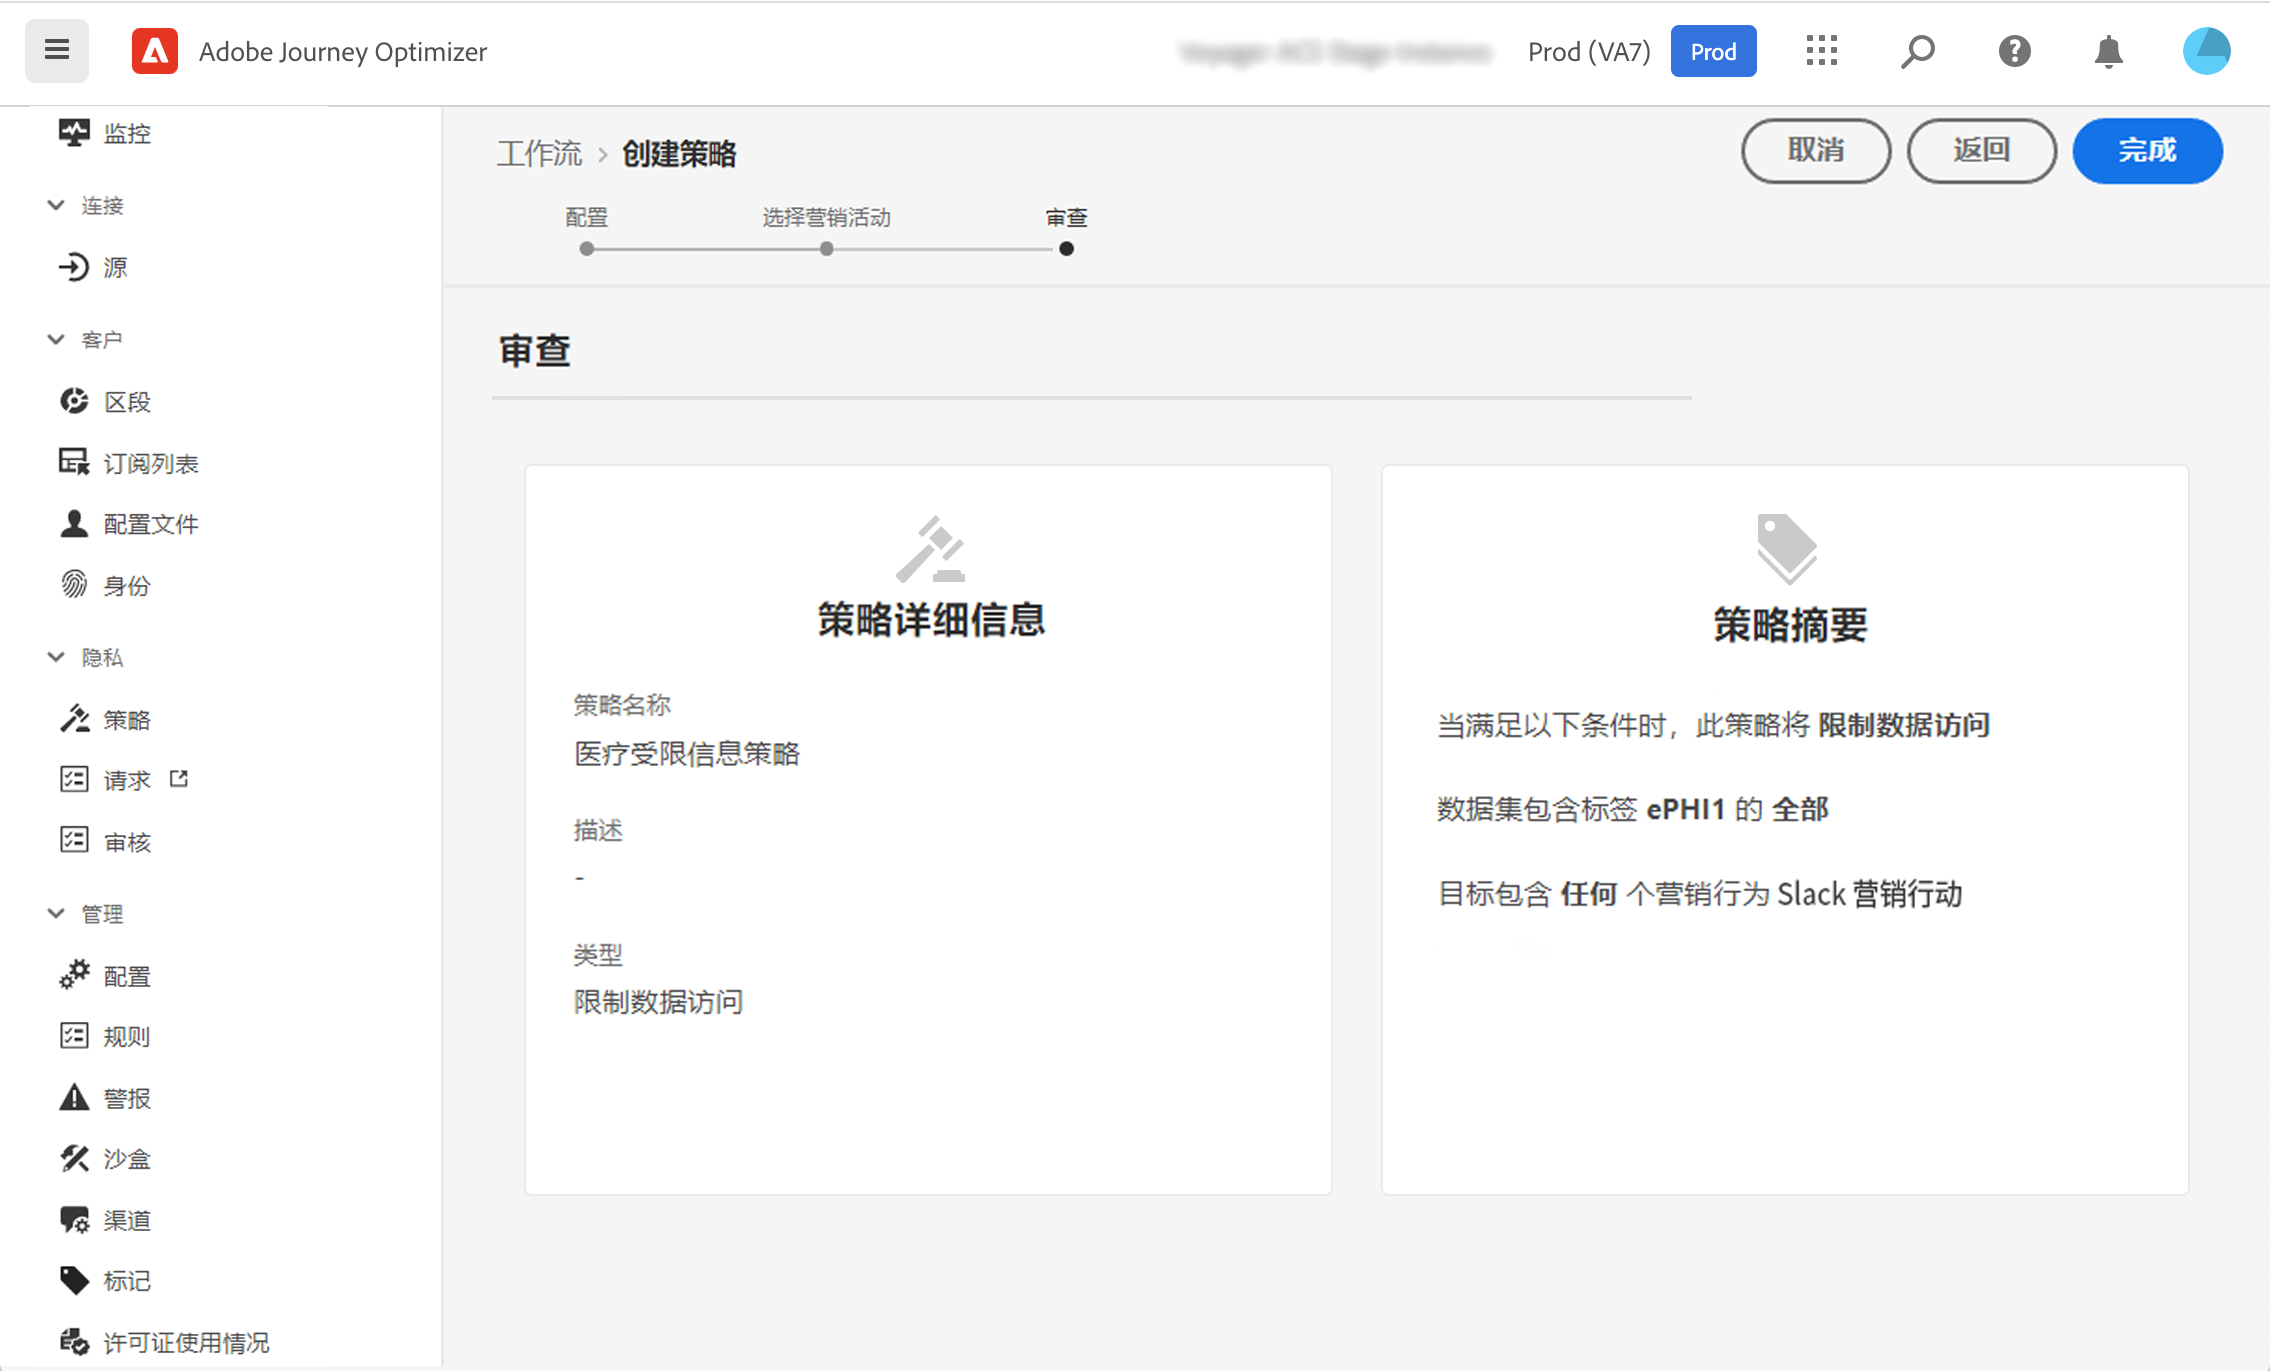 Adobe Journey Optimizer
Prod (VA7)
Prod
监控
连接
源
客户
区段
订阅列表
配置文件
身份
隐私
策略
请求
审核
管理
配置
规则
警报
沙盒
渠道
标记
许可证使用情况
工作流 › 创建策略
取消
返回
完成
配置
选择营销活动
审查
审查
策略详细信息
策略名称
医疗受限信息策略
描述
-
类型
限制数据访问
策略摘要
当满足以下条件时，此策略将 限制数据访问
数据集包含标签 ePHI1 的 全部
目标包含 任何 个营销行为 Slack 营销行动